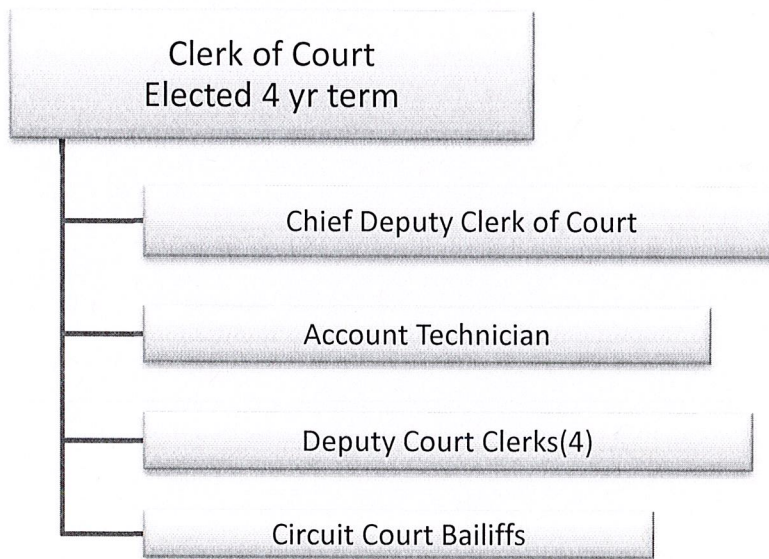 Clerk of Court
Elected 4 yr term
Chief Deputy Clerk of Court
Account Technician
Deputy Court Clerks(4)
Circuit Court Bailiffs